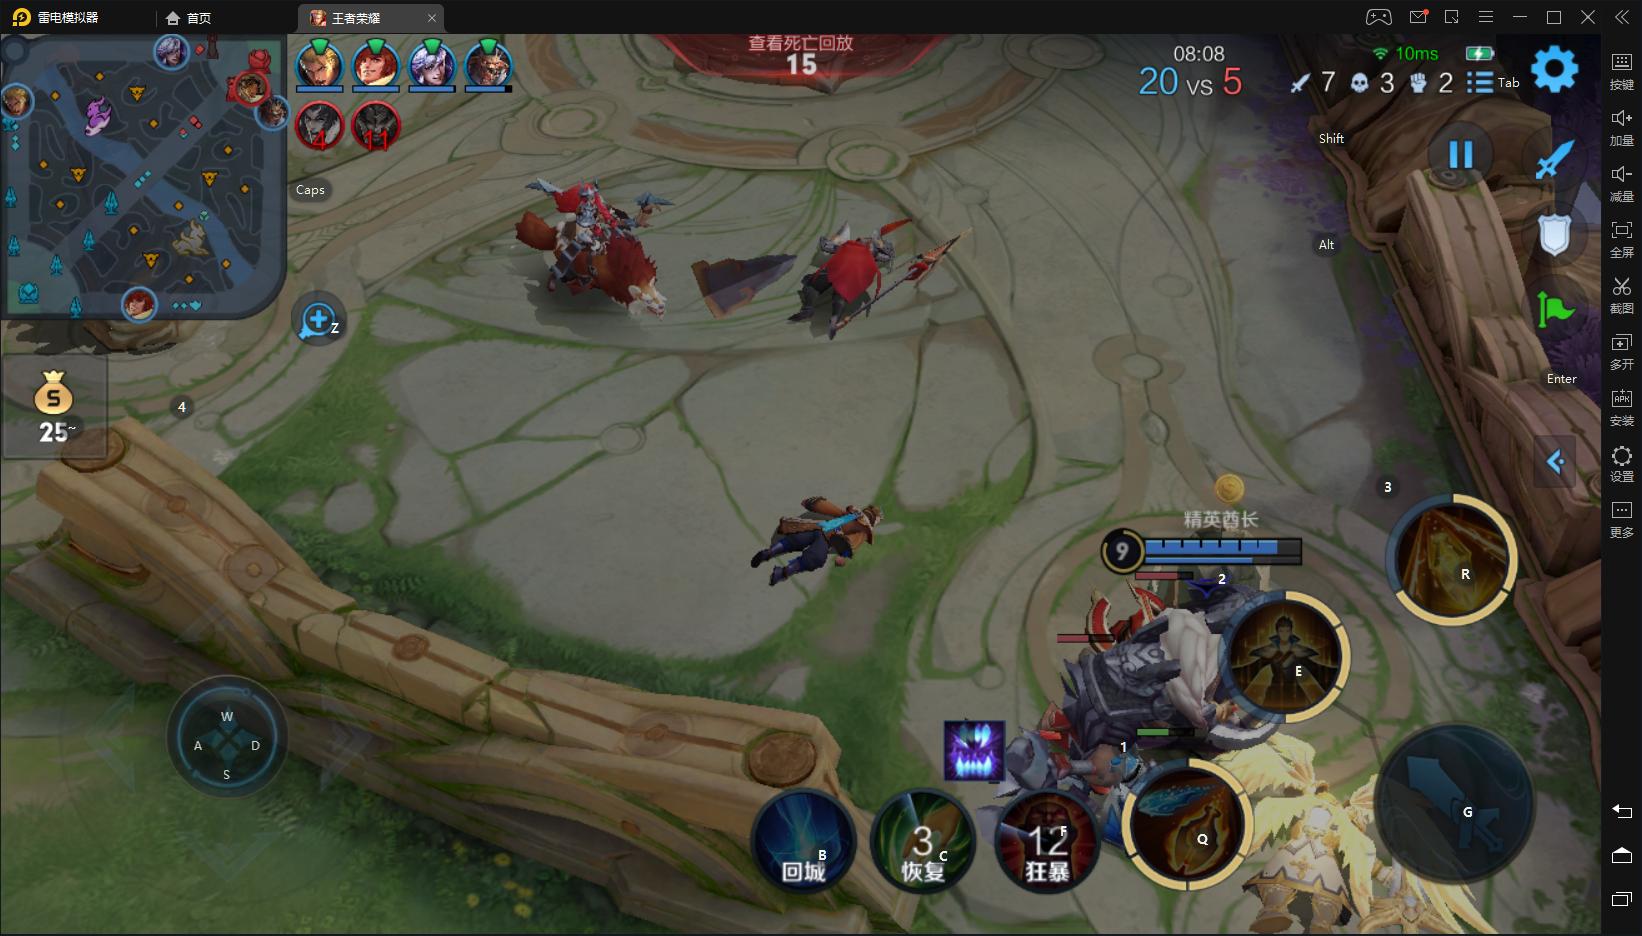 雷电模拟器
首页
王者荣耀
查看死亡回放
15
08:08
20 vs 5
10ms
7 3 2
Tab
Shift
Alt
Enter
Caps
4
11
Z
S
25~
4
3
精英酋长
9
2
1
R
E
Q
G
W
A D
S
回城 B
3
恢复 C
12 F
狂暴
按键
加量
减量
全屏
截图
多开
APK
安装
设置
更多